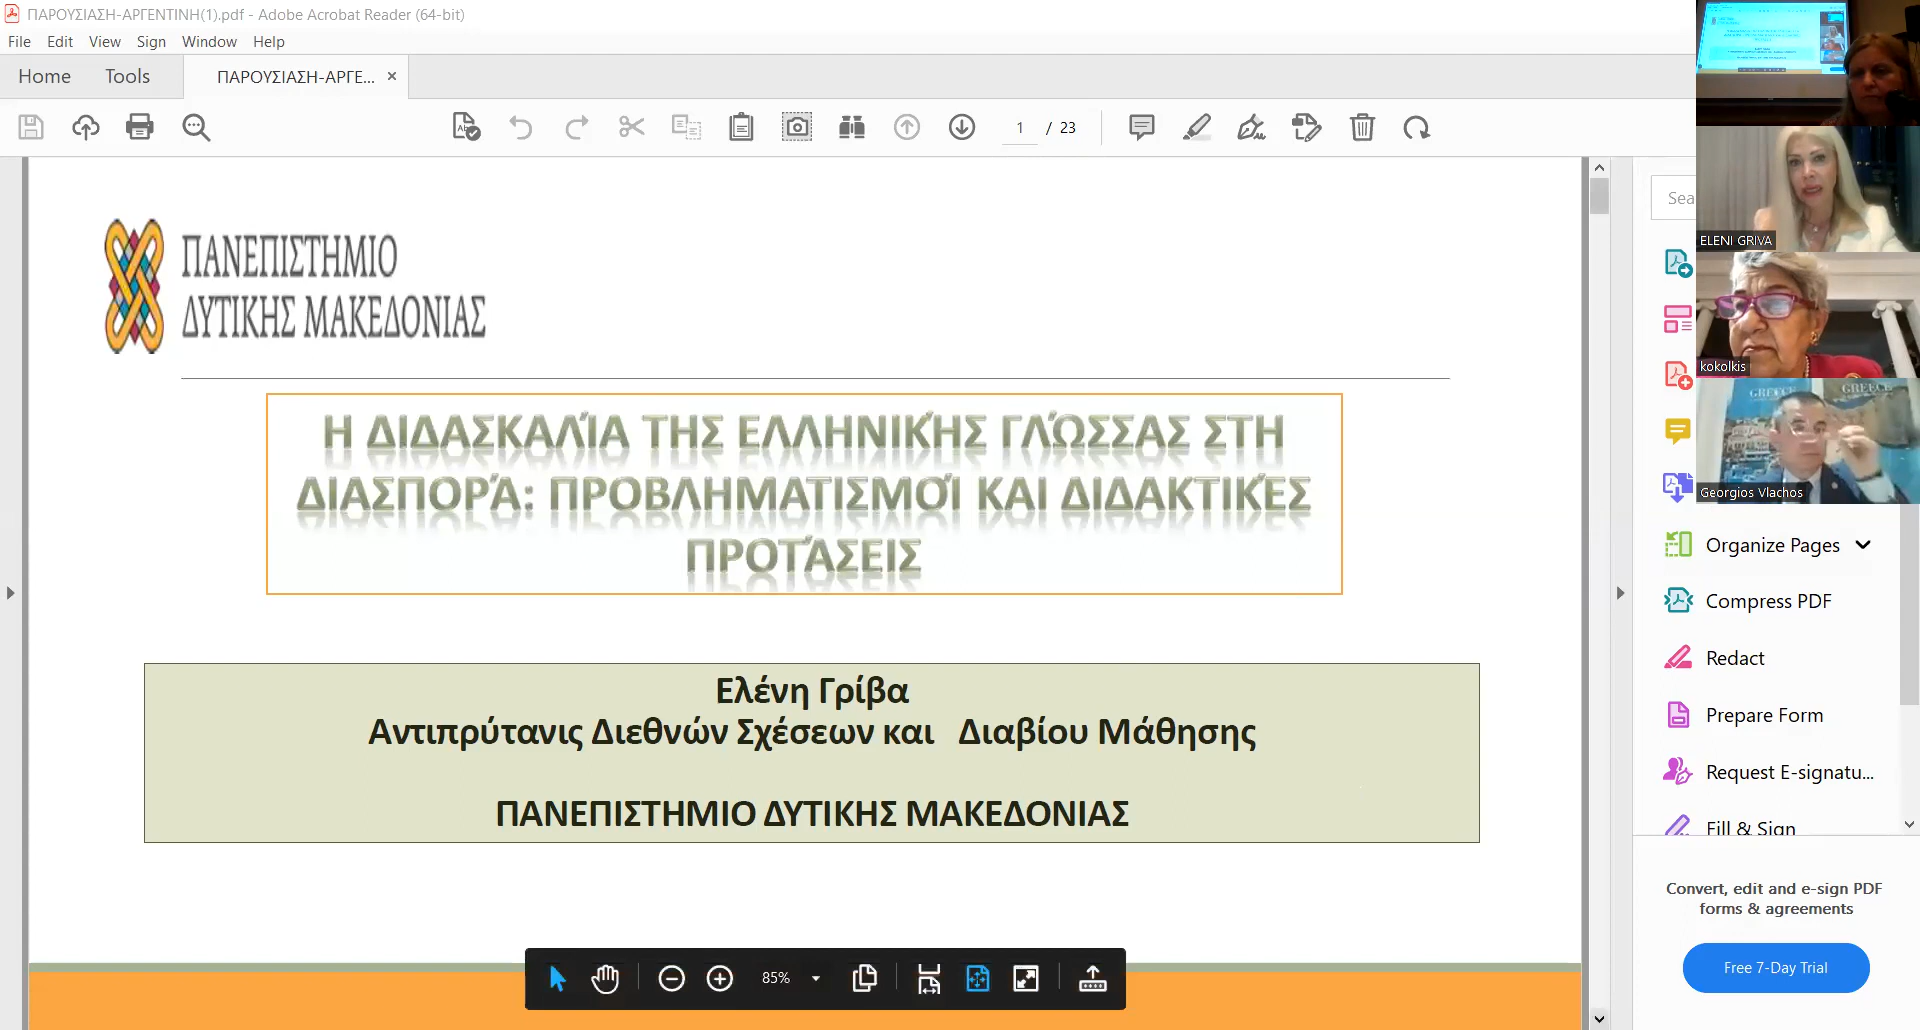 ΠΑΡΟΥΣΙΑΣΗ-ΑΡΓΕΝΤΙΝΗ(1).pdf - Adobe Acrobat Reader (64-bit)
File Edit View Sign Window Help
Home Tools ΠΑΡΟΥΣΙΑΣΗ-ΑΡΓΕ... ×
1 / 23
ΠΑΝΕΠΙΣΤΗΜΙΟ
ΔΥΤΙΚΗΣ ΜΑΚΕΔΟΝΙΑΣ
Η ΔΙΔΑΣΚΑΛΊΑ ΤΗΣ ΕΛΛΗΝΙΚΉΣ ΓΛΏΣΣΑΣ ΣΤΗ
ΔΙΑΣΠΟΡΆ: ΠΡΟΒΛΗΜΑΤΙΣΜΟΊ ΚΑΙ ΔΙΔΑΚΤΙΚΈΣ
ΠΡΟΤΆΣΕΙΣ
Ελένη Γρίβα
Αντιπρύτανις Διεθνών Σχέσεων και Διαβίου Μάθησης
ΠΑΝΕΠΙΣΤΗΜΙΟ ΔΥΤΙΚΗΣ ΜΑΚΕΔΟΝΙΑΣ
85%
Sea
ELENI GRIVA
kokolkis
GREECE GREECE
Georgios Vlachos
Organize Pages
Compress PDF
Redact
Prepare Form
Request E-signatu...
Fill & Sign
Convert, edit and e-sign PDF
forms & agreements
Free 7-Day Trial